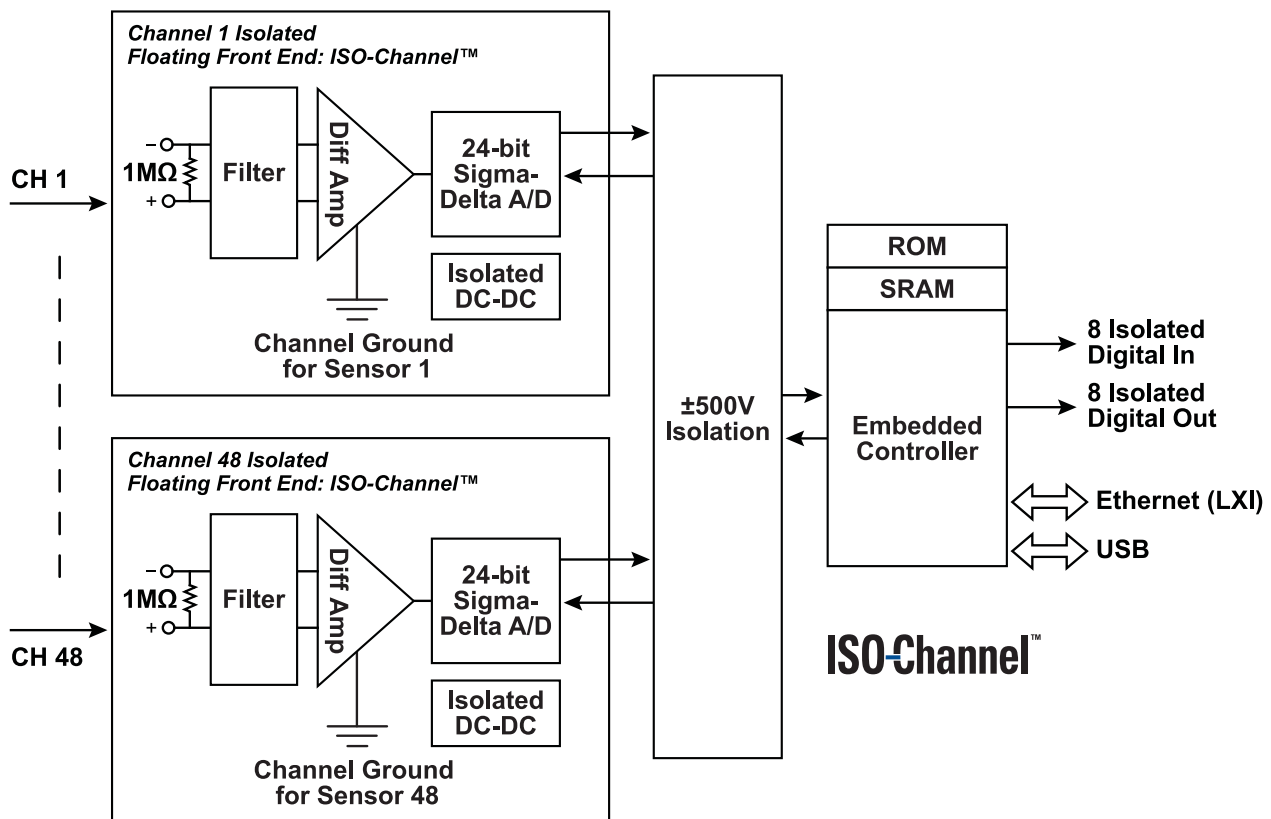 Channel 1 Isolated
Floating Front End: ISO-Channel™
CH 1
−
1MΩ
+
Filter
Diff Amp
24-bit
Sigma-
Delta A/D
Isolated
DC-DC
Channel Ground
for Sensor 1
CH 48
Channel 48 Isolated
Floating Front End: ISO-Channel™
−
1MΩ
+
Filter
Diff Amp
24-bit
Sigma-
Delta A/D
Isolated
DC-DC
Channel Ground
for Sensor 48
±500V
Isolation
ROM
SRAM
Embedded
Controller
8 Isolated
Digital In
8 Isolated
Digital Out
Ethernet (LXI)
USB
ISO-Channel™